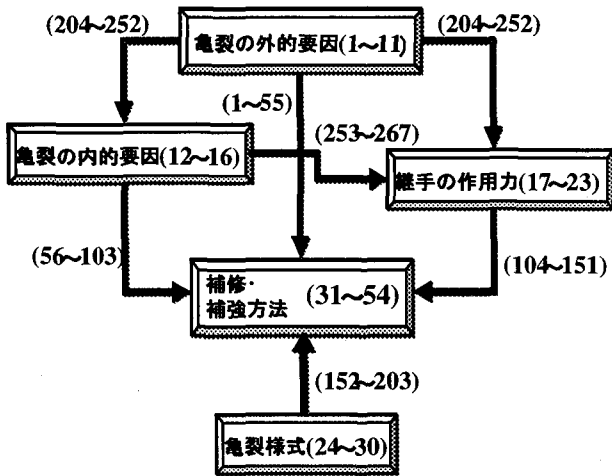 (204~252)
亀裂の外的要因(1~11)
(204~252)
(1~55)
(253~267)
亀裂の内的要因(12~16)
継手の作用力(17~23)
(56~103)
(104~151)
補修・
補強方法
(31~54)
(152~203)
亀裂様式(24~30)